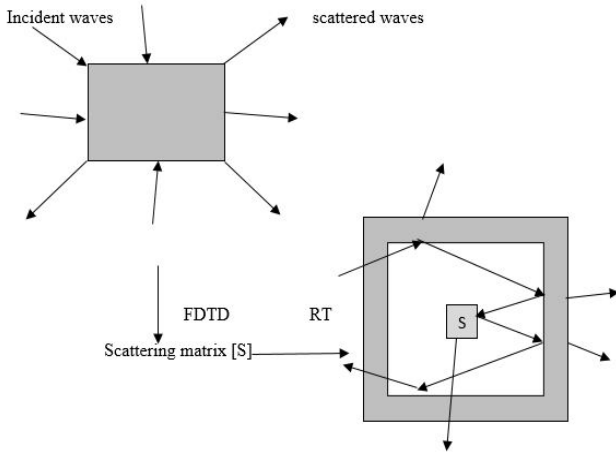 Incident waves
scattered waves
FDTD
RT
Scattering matrix [S]
S